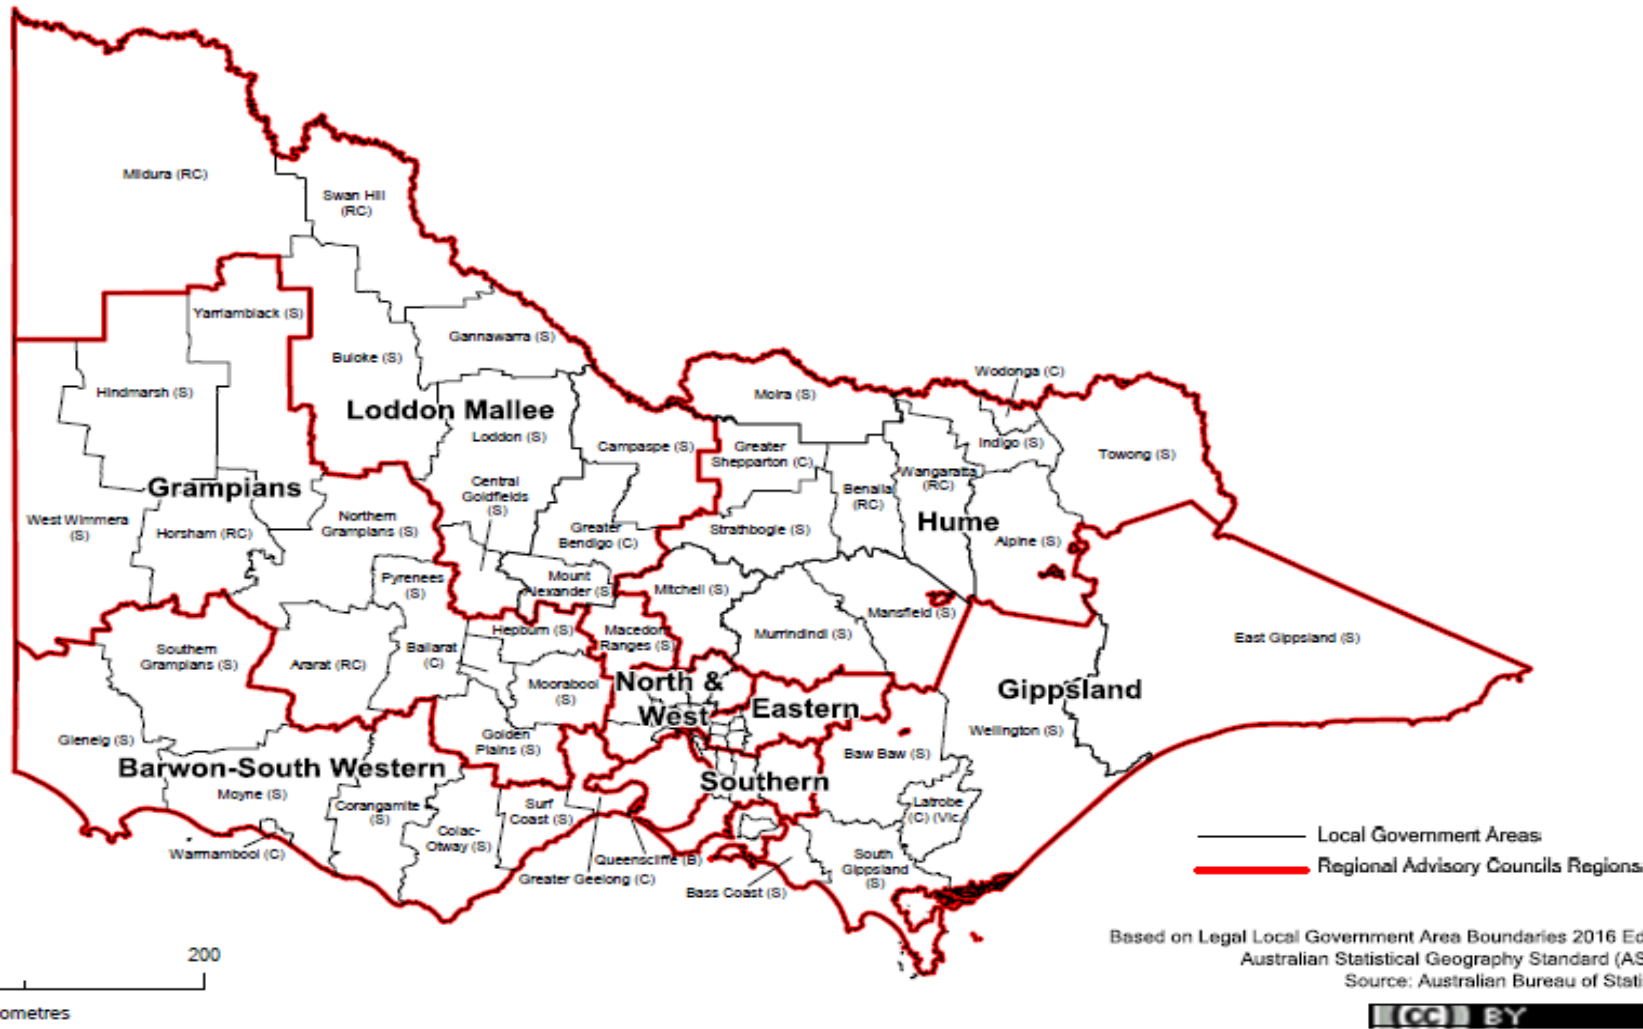 Mildura (RC)
Swan Hill
(RC)
Yarriambiack (S)
Gannawarra (S)
Buloke (S)
Hindmarsh (S)
Loddon Mallee
Loddon (S)
Campaspe (S)
Central
Goldfields
(S)
Grampians
West Wimmera
(S)
Horsham (RC)
Northern
Grampians (S)
Greater
Bendigo (C)
Pyrenees
(S)
Mount
Alexander (S)
Moira (S)
Wodonga (C)
Greater
Shepparton (C)
Indigo (S)
Towong (S)
Wangaratta
(RC)
Benalla
(RC)
Hume
Strathbogie (S)
Alpine (S)
Mitchell (S)
Mansfield (S)
Murrindindi (S)
East Gippsland (S)
Southern
Grampians (S)
Ararat (RC)
Ballarat
(C)
Hepburn (S)
Macedon
Ranges (S)
Moorabool
(S)
North &
West
Eastern
Gippsland
Wellington (S)
Glenelg (S)
Golden
Plains (S)
Baw Baw (S)
Barwon-South Western
Moyne (S)
Southern
Corangamite
(S)
Surf
Coast (S)
Colac-
Otway (S)
Latrobe
(C) (Vic.)
Warrnambool (C)
Queenscliffe (B)
Greater Geelong (C)
Bass Coast (S)
South
Gippsland
(S)
Local Government Areas
Regional Advisory Councils Regions
200
ometres
Based on Legal Local Government Area Boundaries 2016 Ed
Australian Statistical Geography Standard (AS
Source: Australian Bureau of Stati
(CC) BY